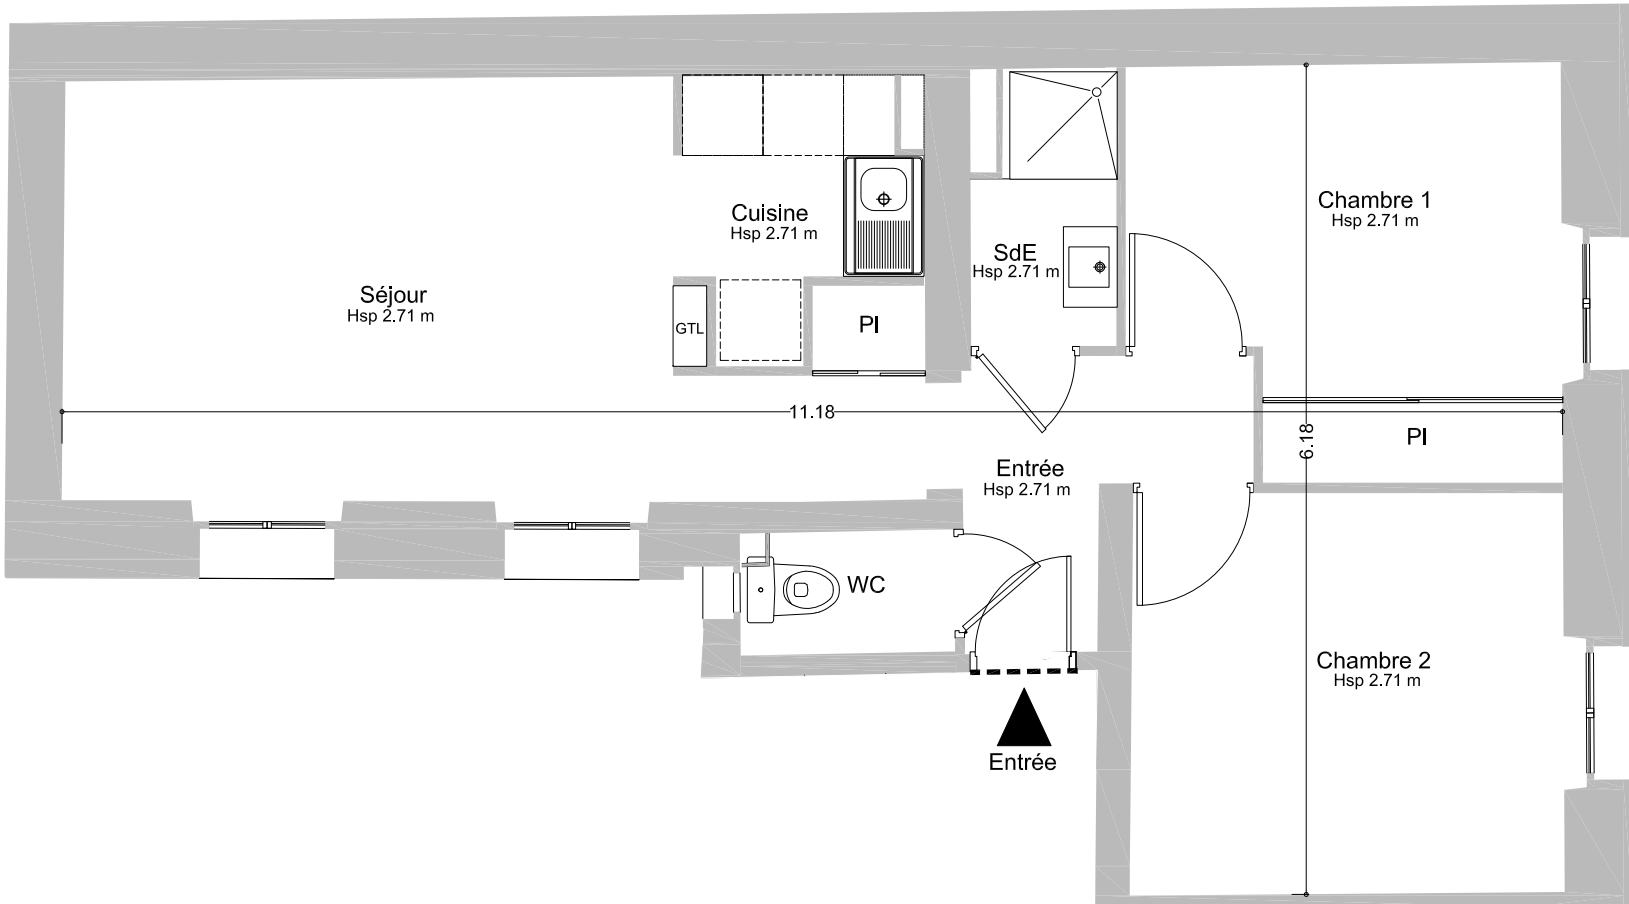 Chambre 1
Hsp 2.71 m
Cuisine
Hsp 2.71 m
SdE
Hsp 2.71 m
Séjour
Hsp 2.71 m
GTL
Pl
11.18
6.18
Pl
Entrée
Hsp 2.71 m
WC
Chambre 2
Hsp 2.71 m
Entrée